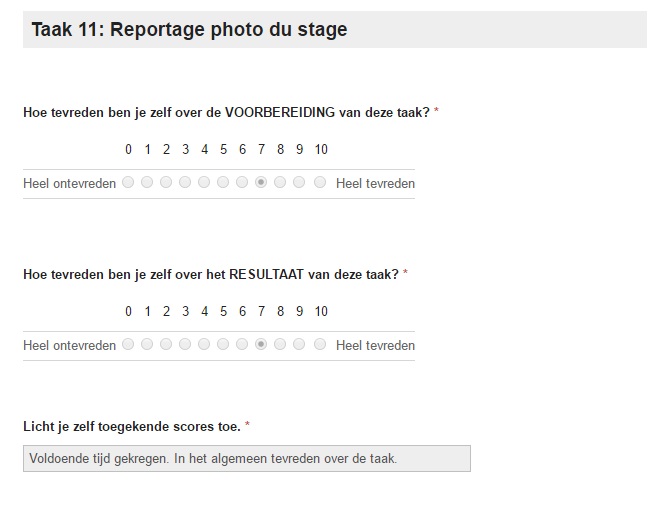 Taak 11: Reportage photo du stage
Hoe tevreden ben je zelf over de VOORBEREIDING van deze taak? *
0 1 2 3 4 5 6 7 8 9 10
Heel ontevreden Heel tevreden
Hoe tevreden ben je zelf over het RESULTAAT van deze taak? *
0 1 2 3 4 5 6 7 8 9 10
Heel ontevreden Heel tevreden
Licht je zelf toegekende scores toe. *
Voldoende tijd gekregen. In het algemeen tevreden over de taak.